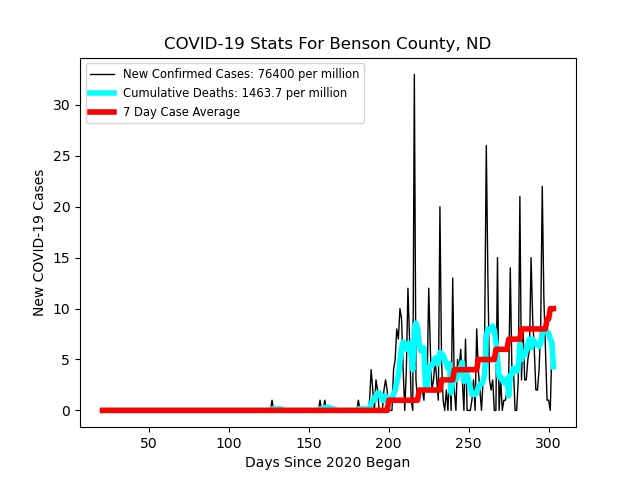 COVID-19 Stats For Benson County, ND
New Confirmed Cases: 76400 per million
Cumulative Deaths: 1463.7 per million
7 Day Case Average
New COVID-19 Cases
30
25
20
15
10
5
0
50 100 150 200 250 300
Days Since 2020 Began